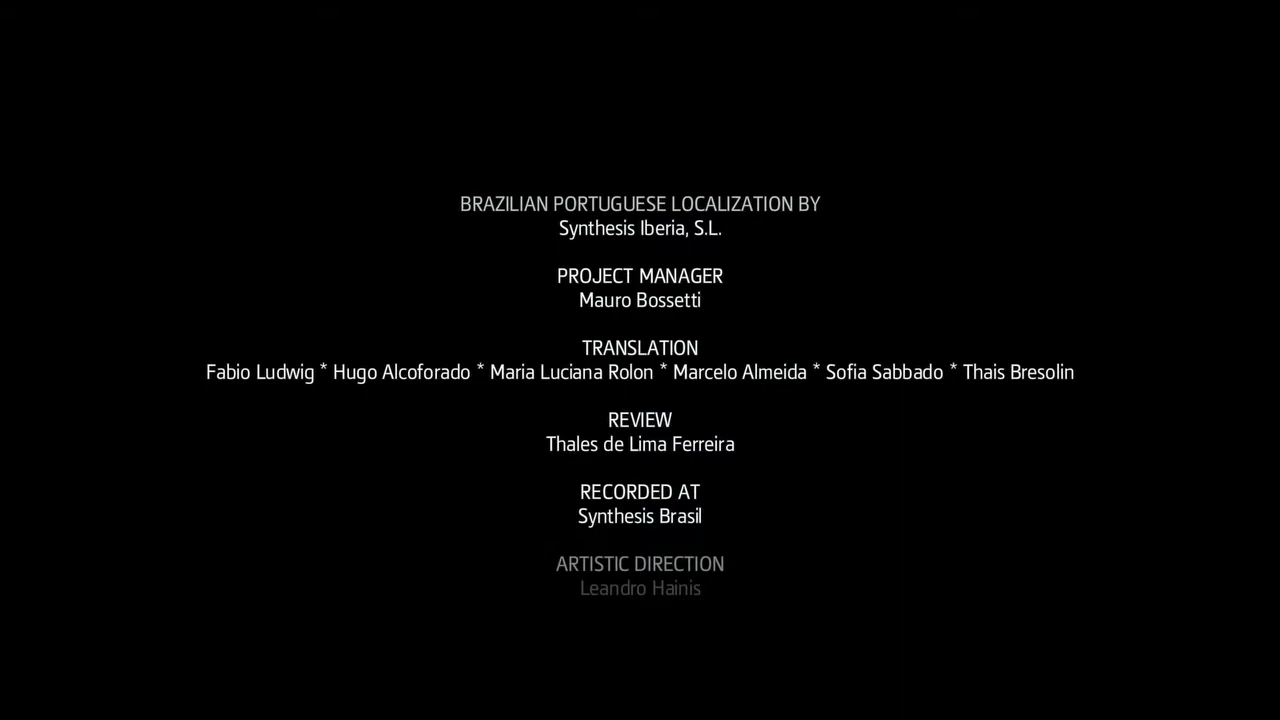 BRAZILIAN PORTUGUESE LOCALIZATION BY
Synthesis Iberia, S.L.
PROJECT MANAGER
Mauro Bossetti
TRANSLATION
Fabio Ludwig * Hugo Alcoforado * Maria Luciana Rolon * Marcelo Almeida * Sofia Sabbado * Thais Bresolin
REVIEW
Thales de Lima Ferreira
RECORDED AT
Synthesis Brasil
ARTISTIC DIRECTION
Leandro Hainis